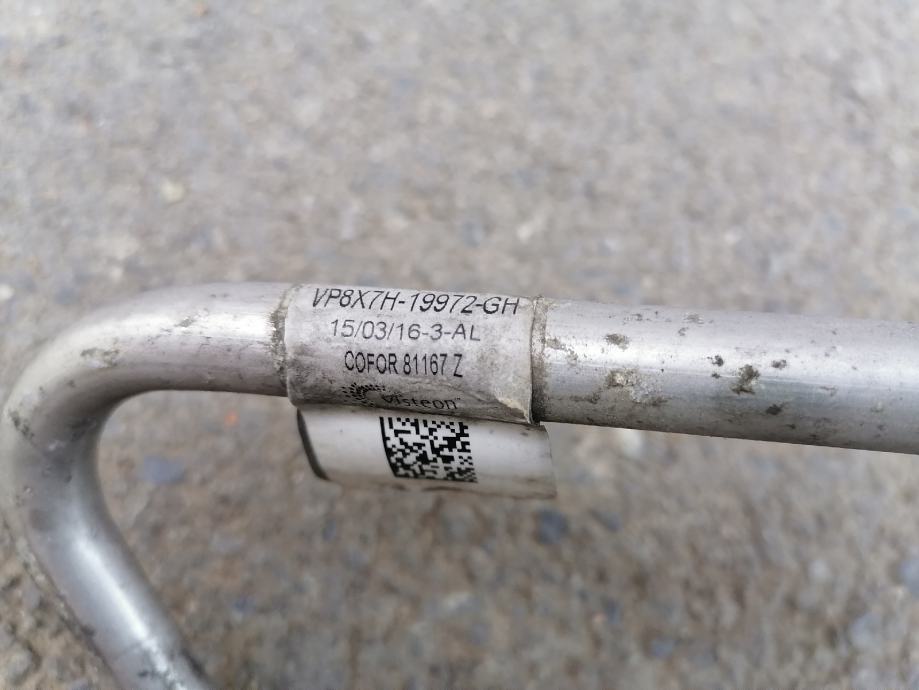 VP8X7H-19972-GH
15/03/16-3-AL
COFOR 81167 Z
Visteon